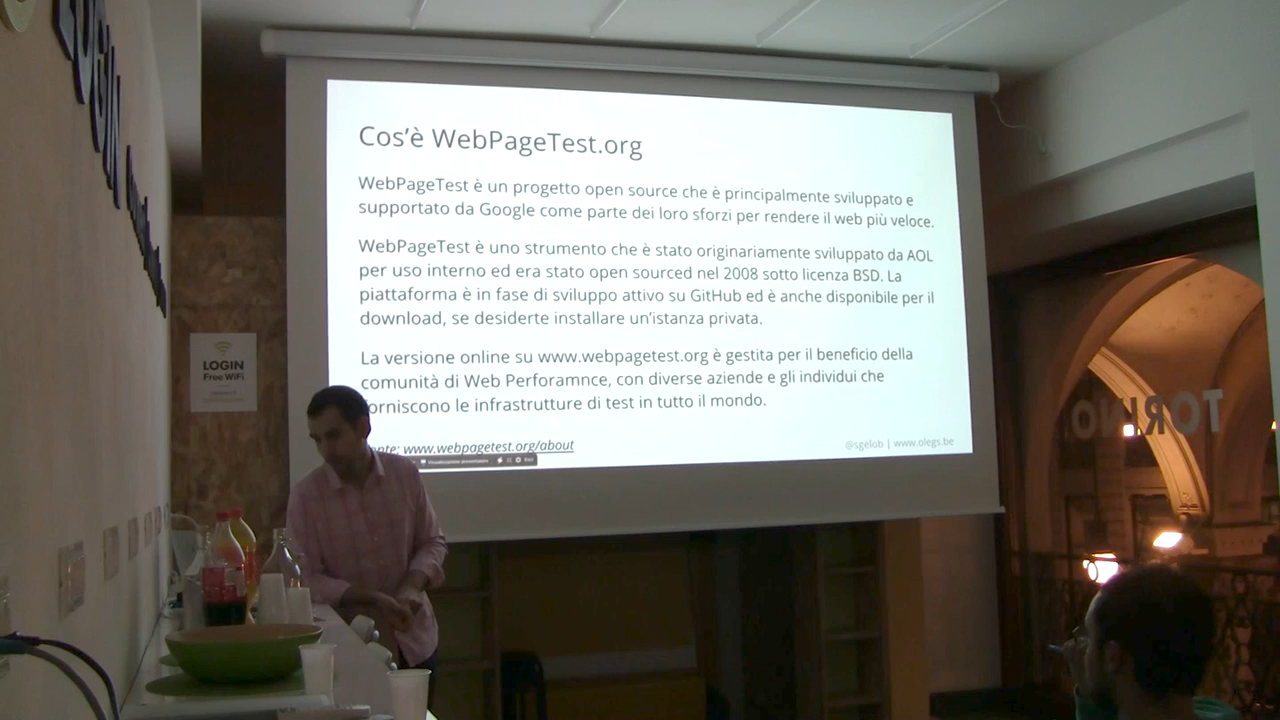 LOGIN
Cos'è WebPageTest.org
WebPageTest è un progetto open source che è principalmente sviluppato e
supportato da Google come parte dei loro sforzi per rendere il web più veloce.
WebPageTest è uno strumento che è stato originariamente sviluppato da AOL
per uso interno ed era stato open sourced nel 2008 sotto licenza BSD. La
piattaforma è in fase di sviluppo attivo su GitHub ed è anche disponibile per il
download, se desiderte installare un'istanza privata.
La versione online su www.webpagetest.org è gestita per il beneficio della
comunità di Web Perforamnce, con diverse aziende e gli individui che
orniscono le infrastrutture di test in tutto il mondo.
nte: www.webpagetest.org/about
@sgelob | www.olegs.be
LOGIN
Free WiFi
TORINO